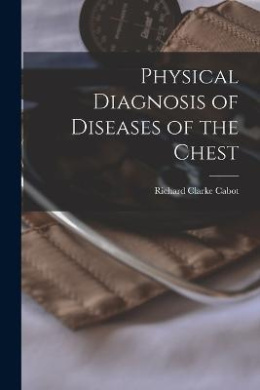 PHYSICAL
DIAGNOSIS OF
DISEASES OF THE
CHEST
Richard Clarke Cabot